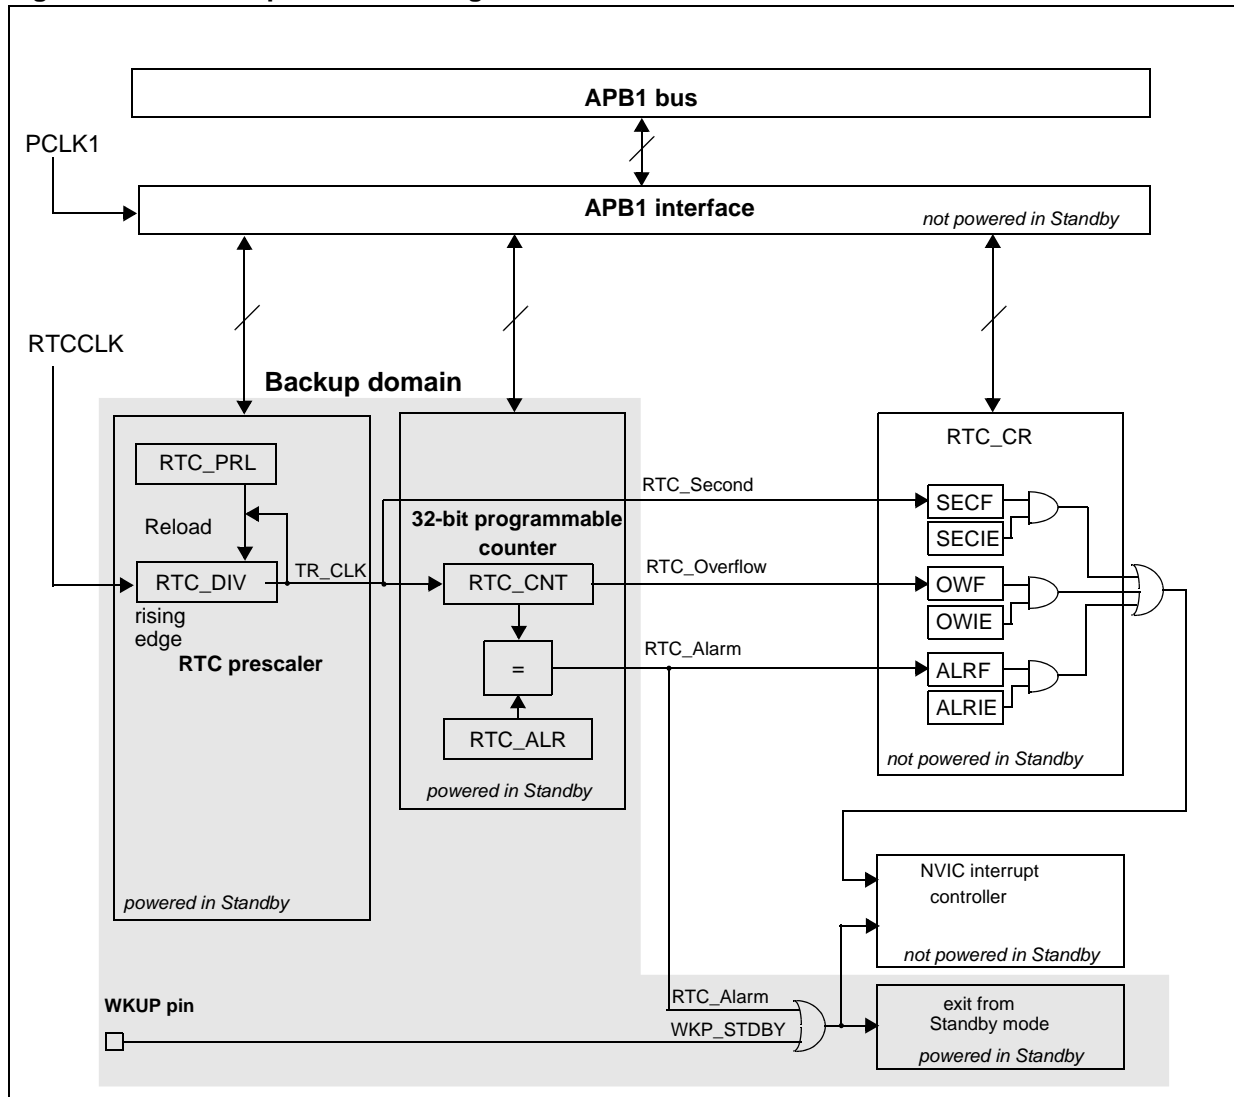 APB1 bus
PCLK1
APB1 interface
not powered in Standby
RTCCLK
Backup domain
RTC_PRL
Reload
RTC_DIV
rising
edge
RTC prescaler
powered in Standby
TR_CLK
32-bit programmable
counter
RTC_CNT
=
RTC_ALR
powered in Standby
RTC_Second
RTC_Overflow
RTC_Alarm
RTC_CR
SECF
SECIE
OWF
OWIE
ALRF
ALRIE
not powered in Standby
NVIC interrupt
controller
not powered in Standby
WKUP pin
RTC_Alarm
WKP_STDBY
exit from
Standby mode
powered in Standby